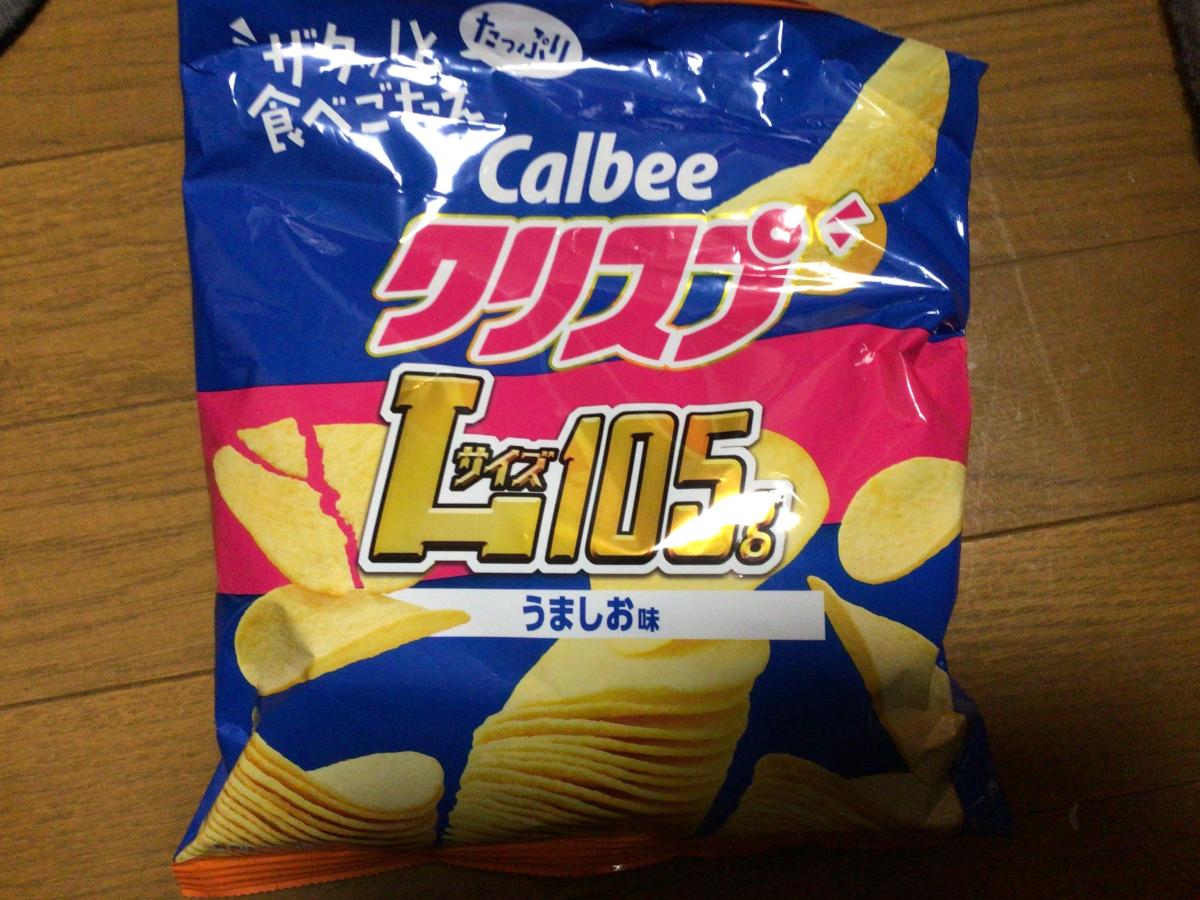 ザクッと
たっぷり
食べごたえ
Calbee
クリスプ
Lサイズ105g
うましお味